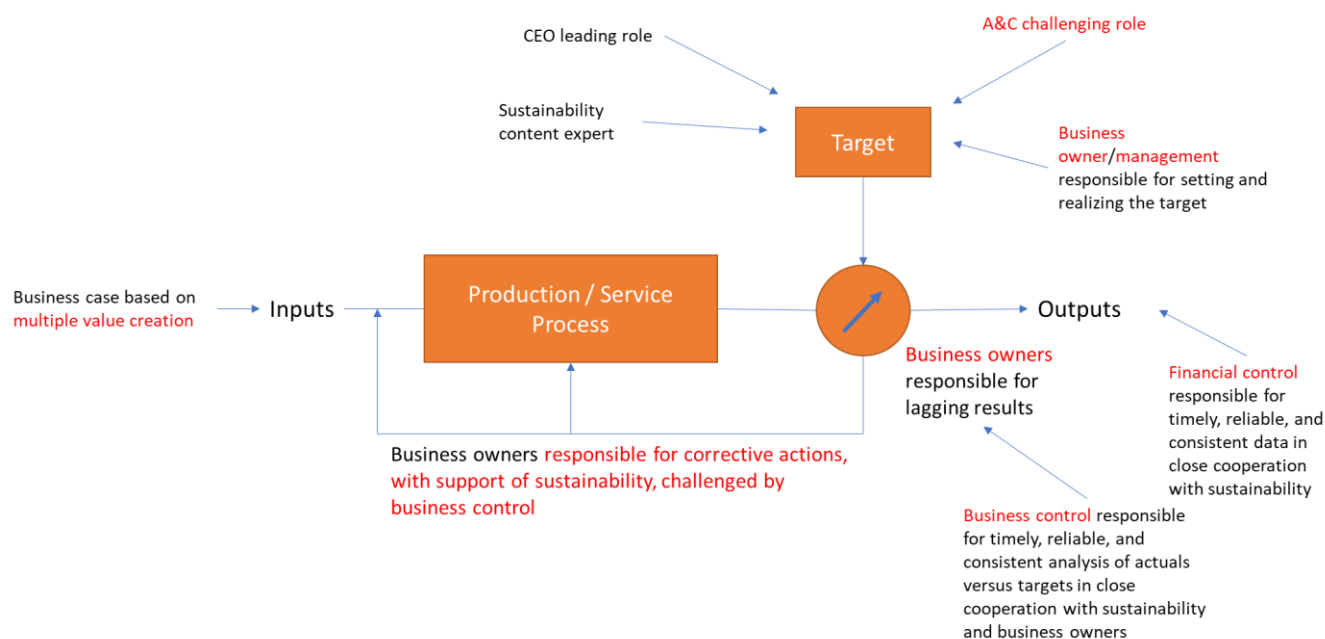 CEO leading role
A&C challenging role
Sustainability
content expert
Target
Business
owner/management
responsible for setting and
realizing the target
Business case based on
multiple value creation
Inputs
Production / Service
Process
Outputs
Business owners
responsible for
lagging results
Financial control
responsible for
timely, reliable, and
consistent data in
close cooperation
with sustainability
Business owners responsible for corrective actions,
with support of sustainability, challenged by
business control
Business control responsible
for timely, reliable, and
consistent analysis of actuals
versus targets in close
cooperation with sustainability
and business owners